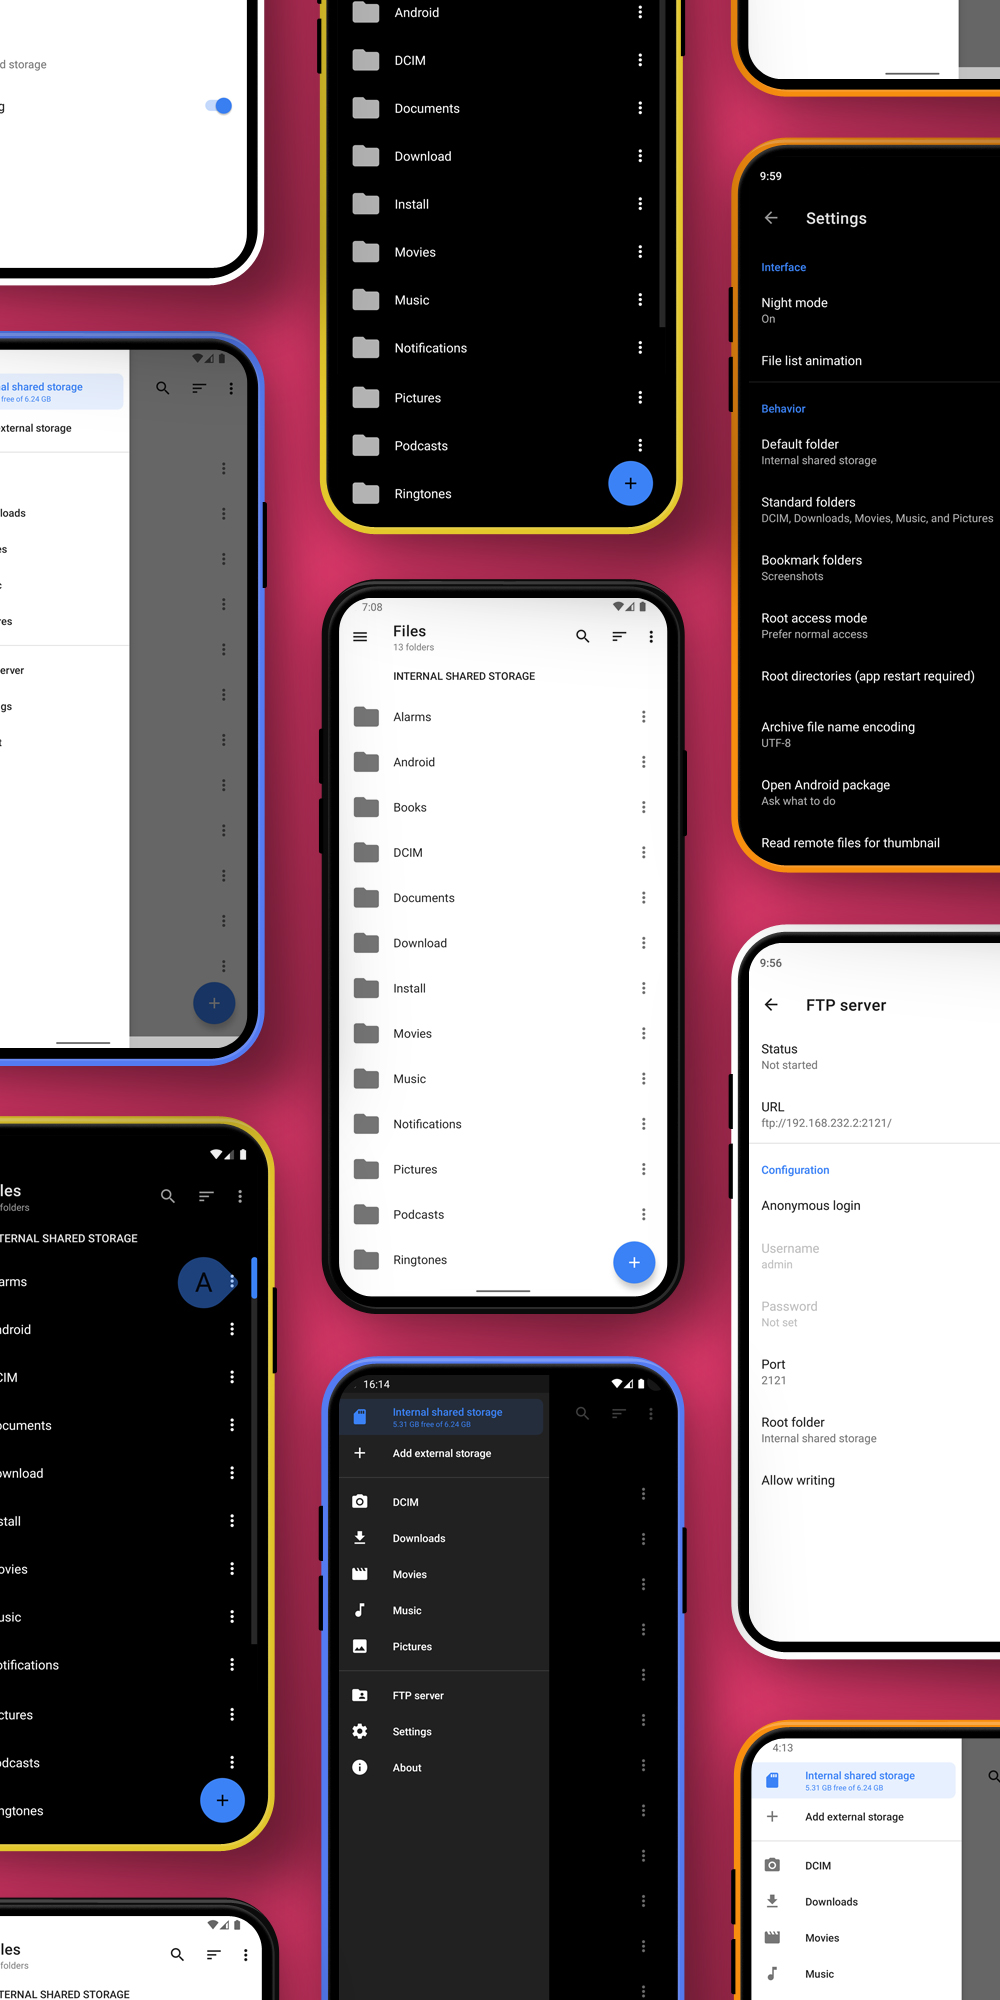 d storage
g
al shared storage
free of 6.24 GB
xternal storage
loads
es
res
erver
gs
t
les
folders
TERNAL SHARED STORAGE
A
arms
ndroid
CIM
ocuments
ownload
stall
ovies
usic
otifications
ctures
odcasts
ngtones
les
folders
TERNAL SHARED STORAGE
Android
DCIM
Documents
Download
Install
Movies
Music
Notifications
Pictures
Podcasts
Ringtones
7:08
Files
13 folders
INTERNAL SHARED STORAGE
Alarms
Android
Books
DCIM
Documents
Download
Install
Movies
Music
Notifications
Pictures
Podcasts
Ringtones
16:14
Internal shared storage
5.31 GB free of 6.24 GB
Add external storage
DCIM
Downloads
Movies
Music
Pictures
FTP server
Settings
About
9:59
Settings
Interface
Night mode
On
File list animation
Behavior
Default folder
Internal shared storage
Standard folders
DCIM, Downloads, Movies, Music, and Pictures
Bookmark folders
Screenshots
Root access mode
Prefer normal access
Root directories (app restart required)
Archive file name encoding
UTF-8
Open Android package
Ask what to do
Read remote files for thumbnail
9:56
FTP server
Status
Not started
URL
ftp://192.168.232.2:2121/
Configuration
Anonymous login
Username
admin
Password
Not set
Port
2121
Root folder
Internal shared storage
Allow writing
4:13
Internal shared storage
5.31 GB free of 6.24 GB
Add external storage
DCIM
Downloads
Movies
Music